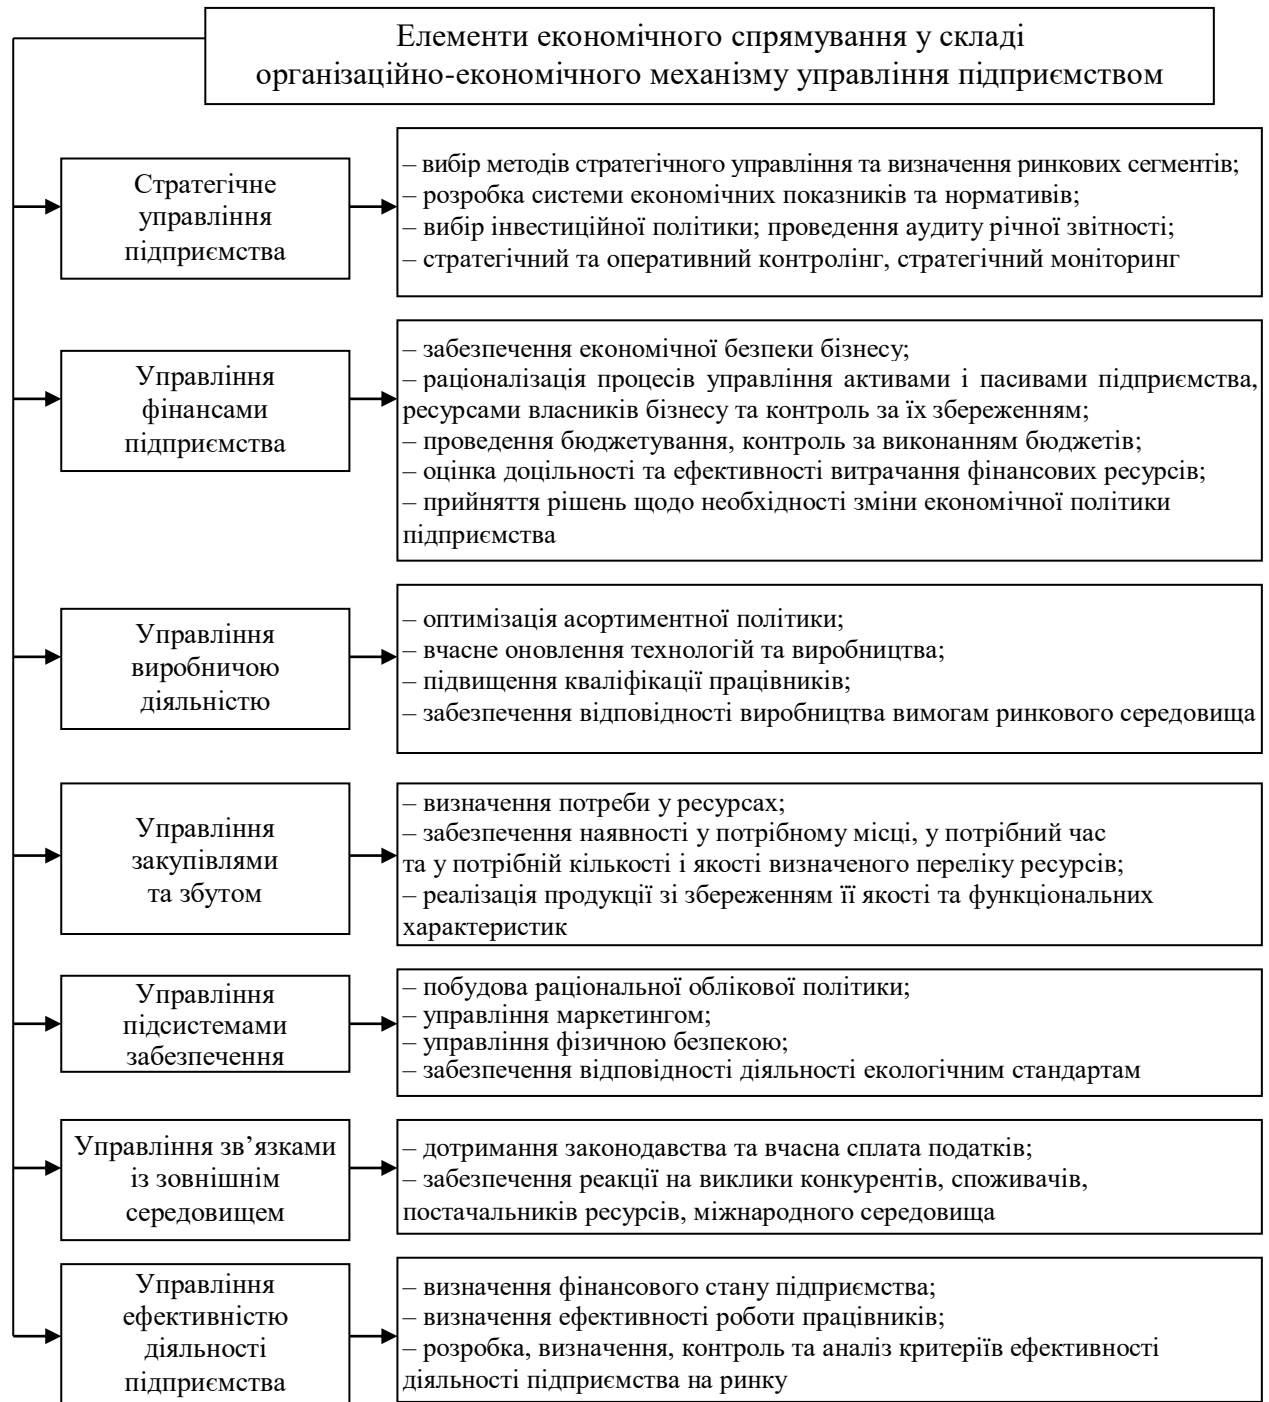 Елементи економічного спрямування у складі
організаційно-економічного механізму управління підприємством
Стратегічне
управління
підприємства
– вибір методів стратегічного управління та визначення ринкових сегментів;
– розробка системи економічних показників та нормативів;
– вибір інвестиційної політики; проведення аудиту річної звітності;
– стратегічний та оперативний контролінг, стратегічний моніторинг
Управління
фінансами
підприємства
– забезпечення економічної безпеки бізнесу;
– раціоналізація процесів управління активами і пасивами підприємства,
ресурсами власників бізнесу та контроль за їх збереженням;
– проведення бюджетування, контроль за виконанням бюджетів;
– оцінка доцільності та ефективності витрачання фінансових ресурсів;
– прийняття рішень щодо необхідності зміни економічної політики
підприємства
Управління
виробничою
діяльністю
– оптимізація асортиментної політики;
– вчасне оновлення технологій та виробництва;
– підвищення кваліфікації працівників;
– забезпечення відповідності виробництва вимогам ринкового середовища
Управління
закупівлями
та збутом
– визначення потреби у ресурсах;
– забезпечення наявності у потрібному місці, у потрібний час
та у потрібній кількості і якості визначеного переліку ресурсів;
– реалізація продукції зі збереженням її якості та функціональних
характеристик
Управління
підсистемами
забезпечення
– побудова раціональної облікової політики;
– управління маркетингом;
– управління фізичною безпекою;
– забезпечення відповідності діяльності екологічним стандартам
Управління зв’язками
із зовнішнім
середовищем
– дотримання законодавства та вчасна сплата податків;
– забезпечення реакції на виклики конкурентів, споживачів,
постачальників ресурсів, міжнародного середовища
Управління
ефективністю
діяльності
підприємства
– визначення фінансового стану підприємства;
– визначення ефективності роботи працівників;
– розробка, визначення, контроль та аналіз критеріїв ефективності
діяльності підприємства на ринку